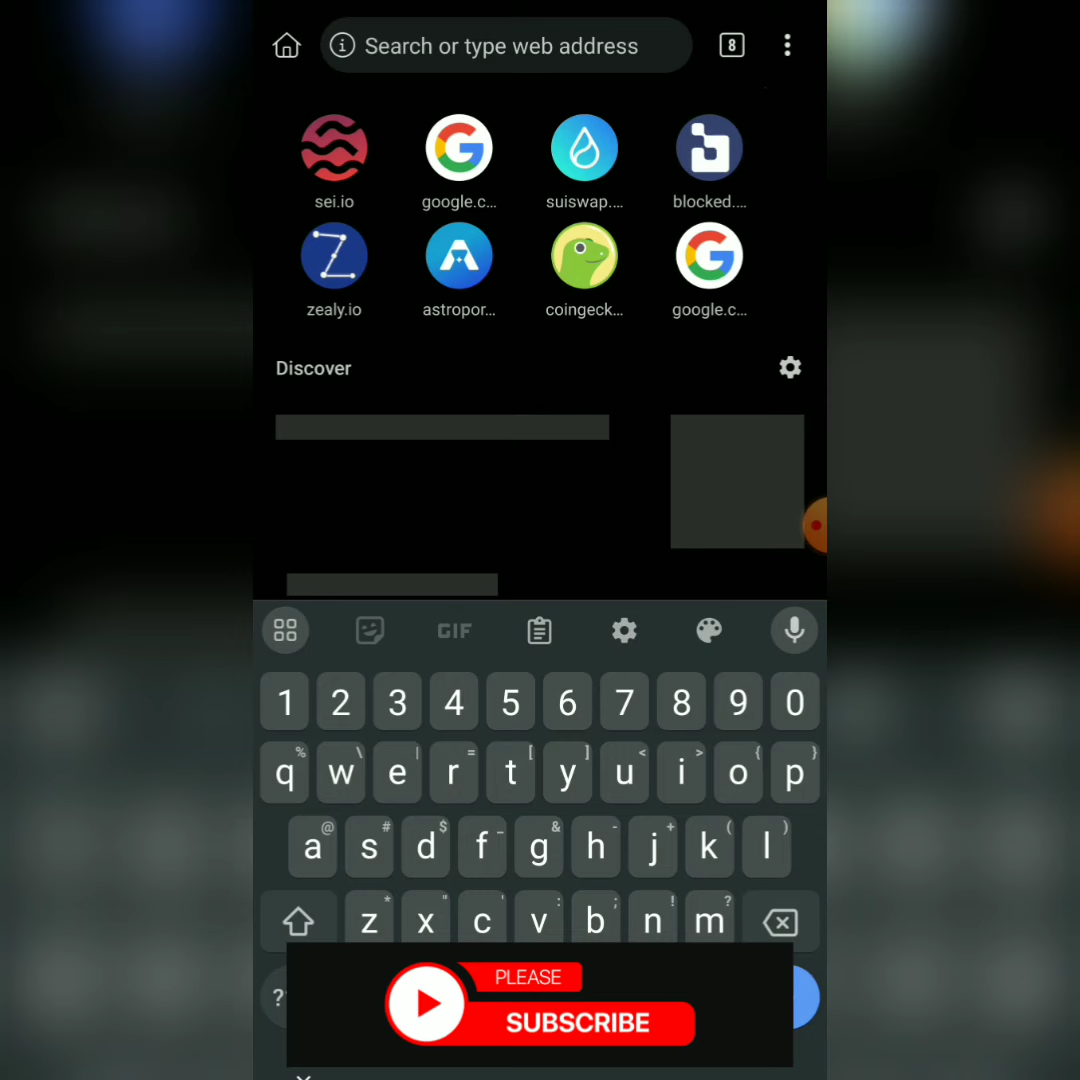 Search or type web address 8
sei.io google.c... suiswap.... blocked....
zealy.io astropor... coingeck... google.c...
Discover
GIF
1 2 3 4 5 6 7 8 9 0
% \ | = [ ] < > { }
q w e r t y u i o p
@ # $ _ & - + ( )
a s d f g h j k l
* " ' : ; ! ?
z x c v b n m
PLEASE
SUBSCRIBE